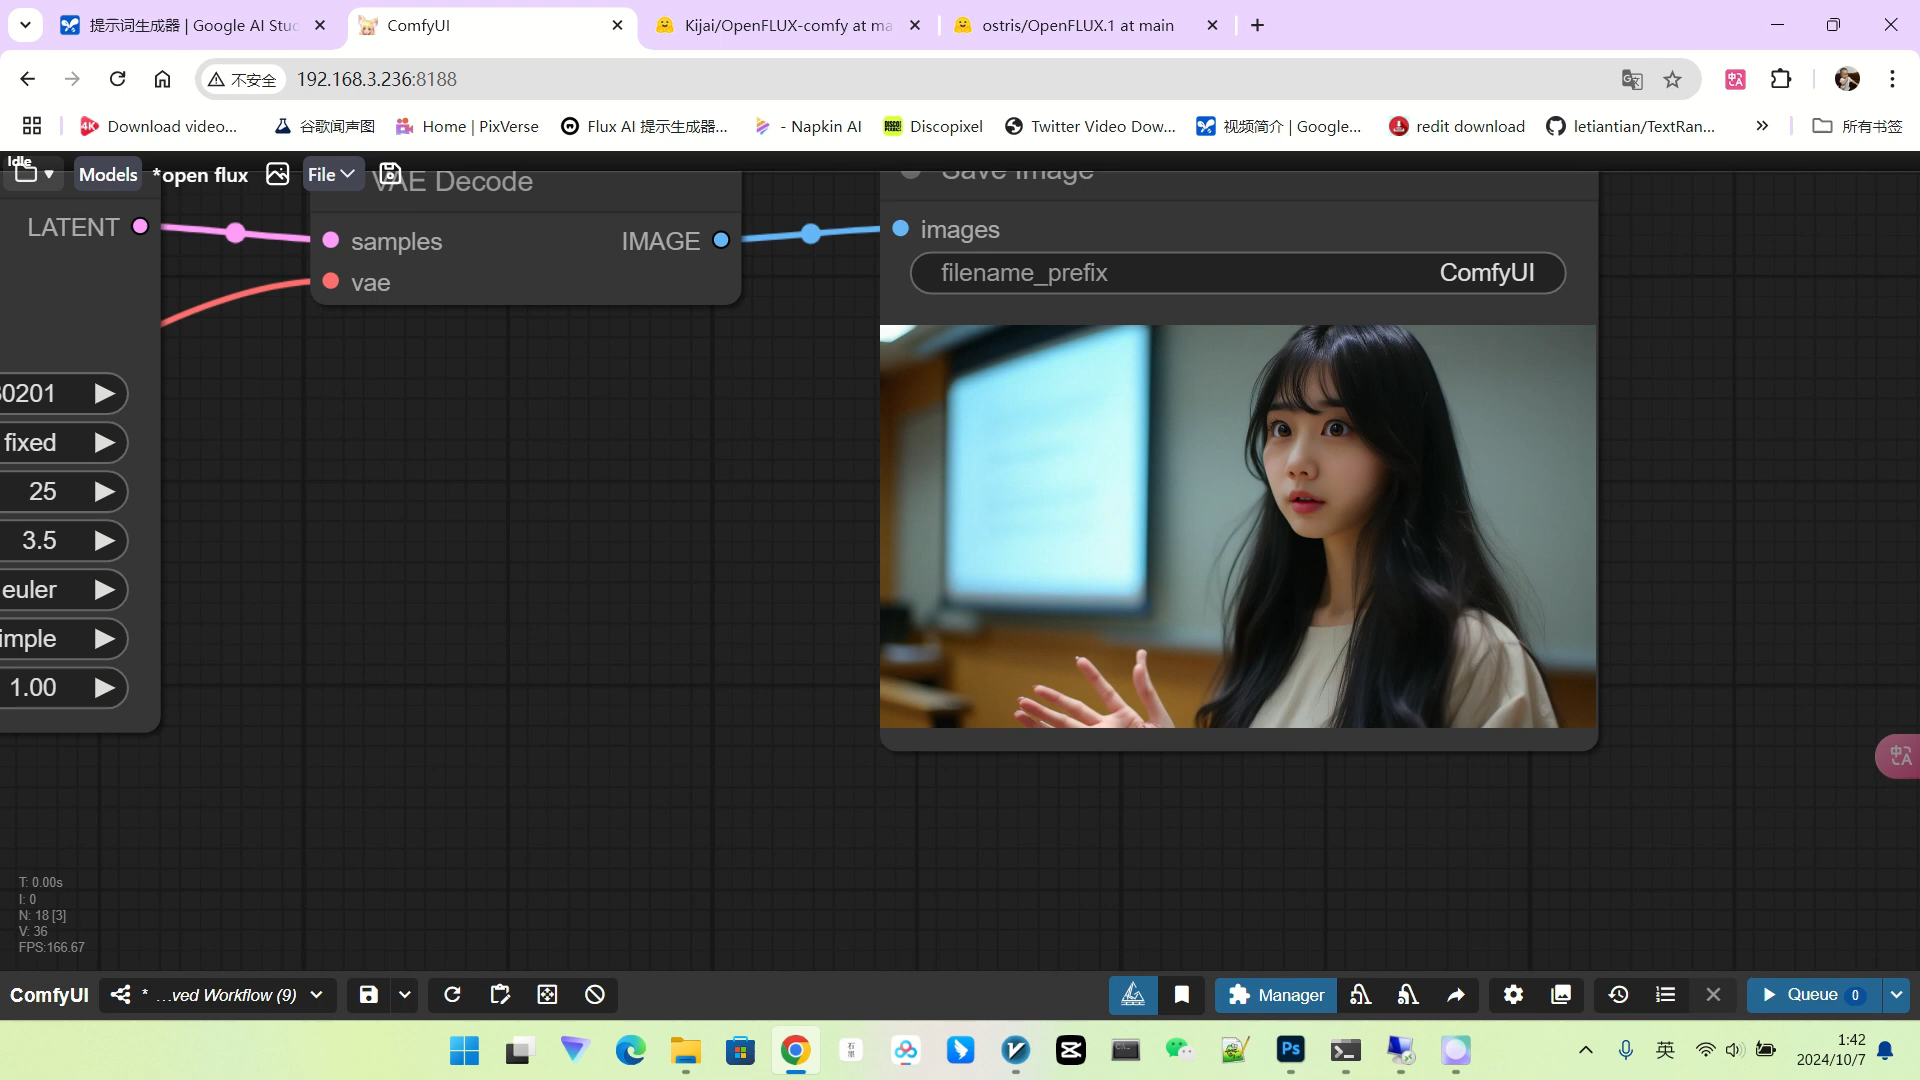 提示词生成器 | Google AI Stuc
ComfyUI
Kijai/OpenFLUX-comfy at ma
ostris/OpenFLUX.1 at main
不安全
192.168.3.236:8188
Download video...
谷歌闻声图
Home | PixVerse
Flux AI 提示生成器...
- Napkin AI
Discopixel
Twitter Video Dow...
视频简介 | Google...
redit download
letiantian/TextRan...
所有书签
Idle
Models
*open flux
File
VAE Decode
Save Image
LATENT
samples
IMAGE
vae
images
filename_prefix
ComfyUI
30201
fixed
25
3.5
euler
imple
1.00
T: 0.00s
I: 0
N: 18 [3]
V: 36
FPS:166.67
ComfyUI
* ...ved Workflow (9)
Manager
Queue 0
Ps
英
1:42
2024/10/7